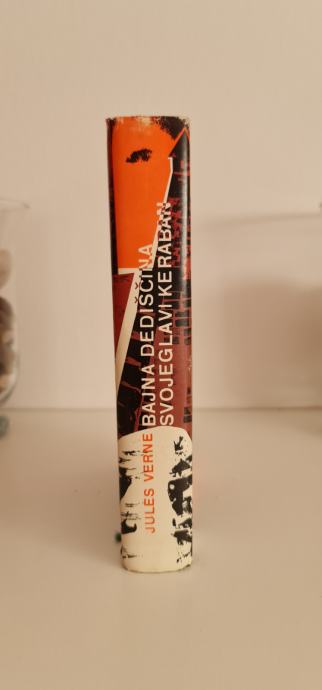 JULES VERNE
BAJNA DEDIŠČINA
SVOJEGLAVI KERABAN